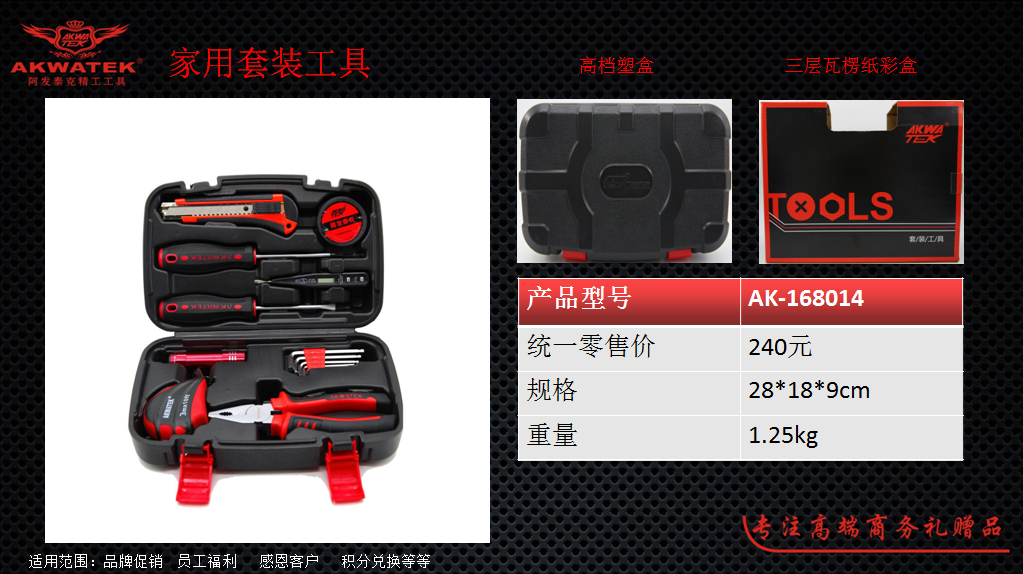 AKWA
TEK
AKWATEK®
阿发泰克精工工具
家用套装工具
高档塑盒
三层瓦楞纸彩盒
AKWATEK
AKWATEK
AKWATEK
3mx10ft
AKWA
TEK
TOOLS
套/装/工/具
产品型号 AK-168014
统一零售价 240元
规格 28*18*9cm
重量 1.25kg
专注高端商务礼赠品
适用范围：品牌促销 员工福利 感恩客户 积分兑换等等